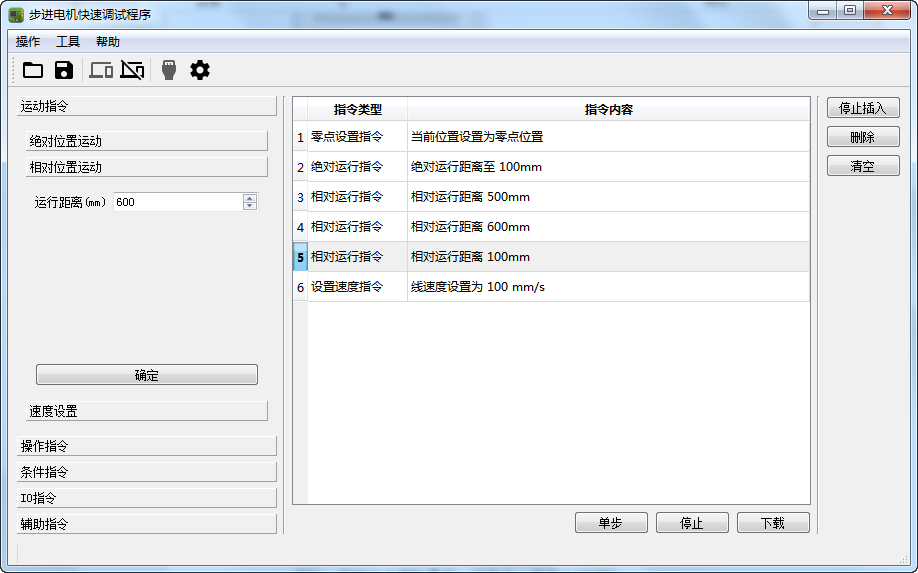 步进电机快速调试程序
操作 工具 帮助
运动指令
绝对位置运动
相对位置运动
运行距离(mm) 600
确定
速度设置
操作指令
条件指令
IO指令
辅助指令
指令类型 指令内容
1 零点设置指令 当前位置设置为零点位置
2 绝对运行指令 绝对运行距离至 100mm
3 相对运行指令 相对运行距离 500mm
4 相对运行指令 相对运行距离 600mm
5 相对运行指令 相对运行距离 100mm
6 设置速度指令 线速度设置为 100 mm/s
单步 停止 下载
停止插入
删除
清空